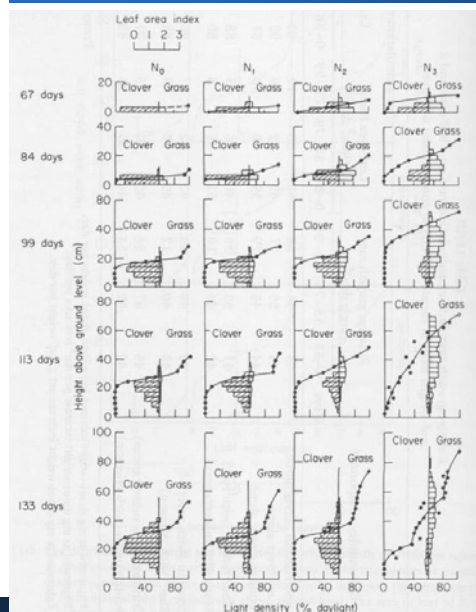 Leaf area index
0 1 2 3
N₀ N₁ N₂ N₃
67 days
20
0
Clover Grass
Clover Grass
Clover Grass
Clover Grass
84 days
40
20
0
Clover Grass
Clover Grass
Clover Grass
Clover Grass
99 days
80
60
40
20
0
Clover Grass
Clover Grass
Clover Grass
Clover Grass
113 days
80
60
40
20
0
Clover Grass
Clover Grass
Clover Grass
Clover Grass
133 days
100
80
60
40
20
0
Clover Grass
Clover Grass
Clover Grass
Clover Grass
Height above ground level (cm)
0 40 80
0 40 80
0 40 80
0 40 80
Light density (% daylight)